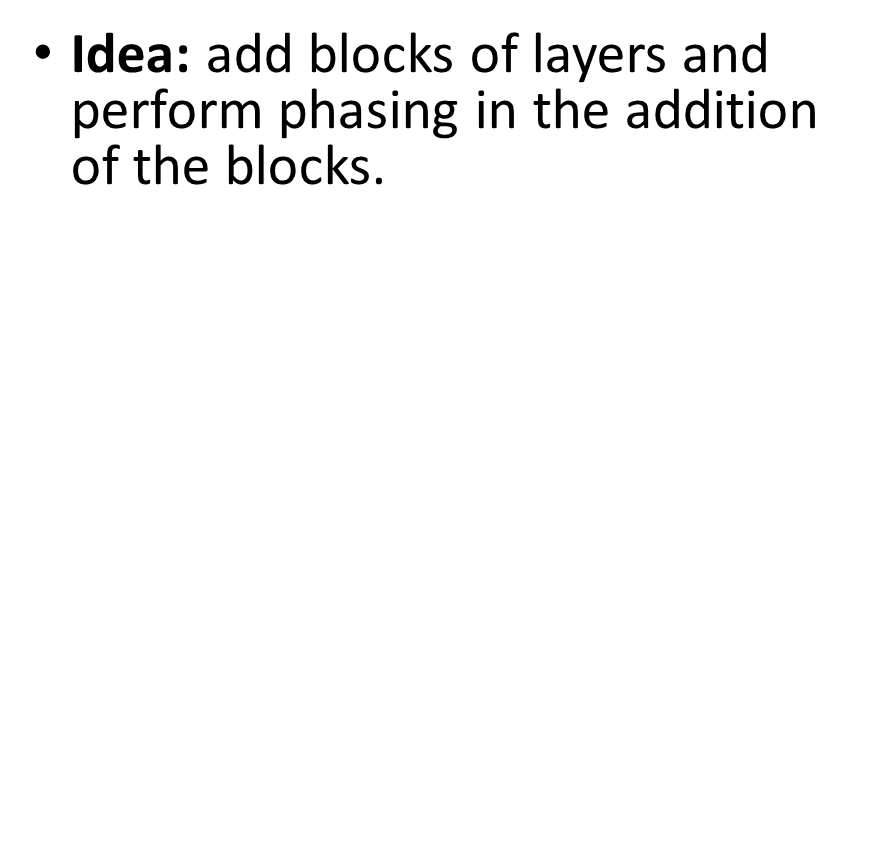 • Idea: add blocks of layers and
perform phasing in the addition
of the blocks.